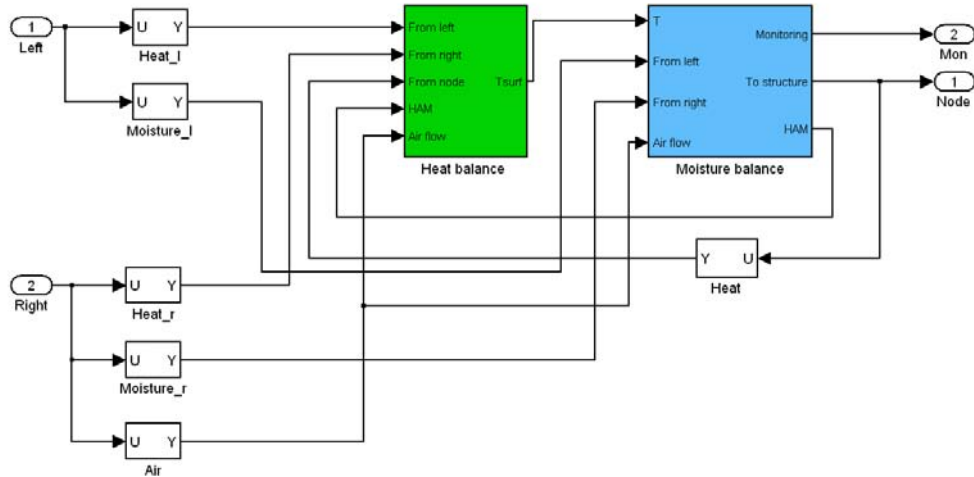 1
Left
U Y
Heat_l
U Y
Moisture_l
From left
From right
From node
HAM
Air flow
Tsurf
Heat balance
T
From left
From right
Air flow
Monitoring
To structure
HAM
Moisture balance
2
Mon
1
Node
Y U
Heat
2
Right
U Y
Heat_r
U Y
Moisture_r
U Y
Air